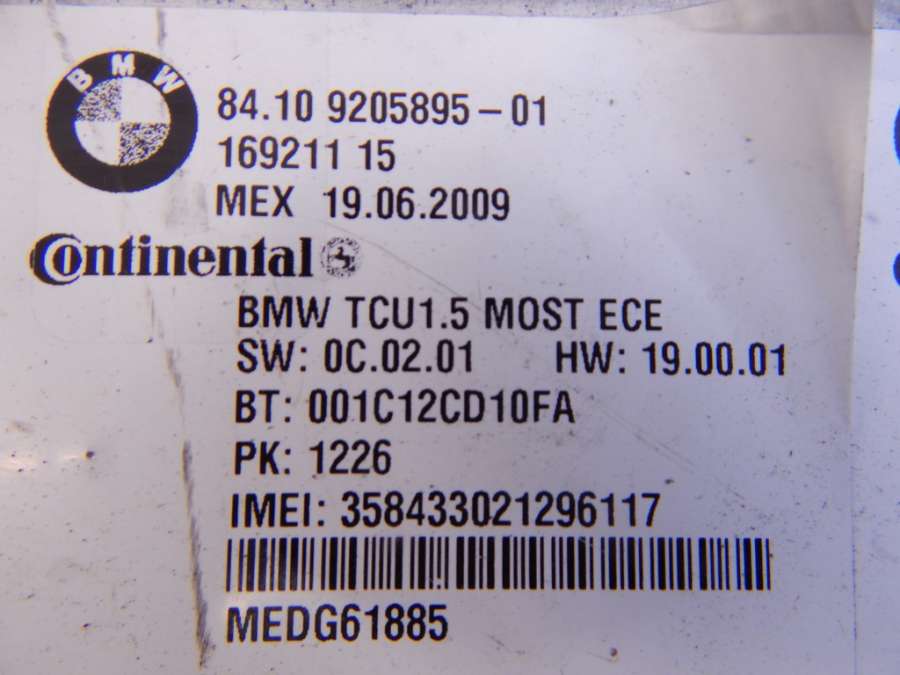 BMW
84.10 9205895-01
169211 15
MEX 19.06.2009
Continental
BMW TCU1.5 MOST ECE
SW: 0C.02.01 HW: 19.00.01
BT: 001C12CD10FA
PK: 1226
IMEI: 358433021296117
MEDG61885